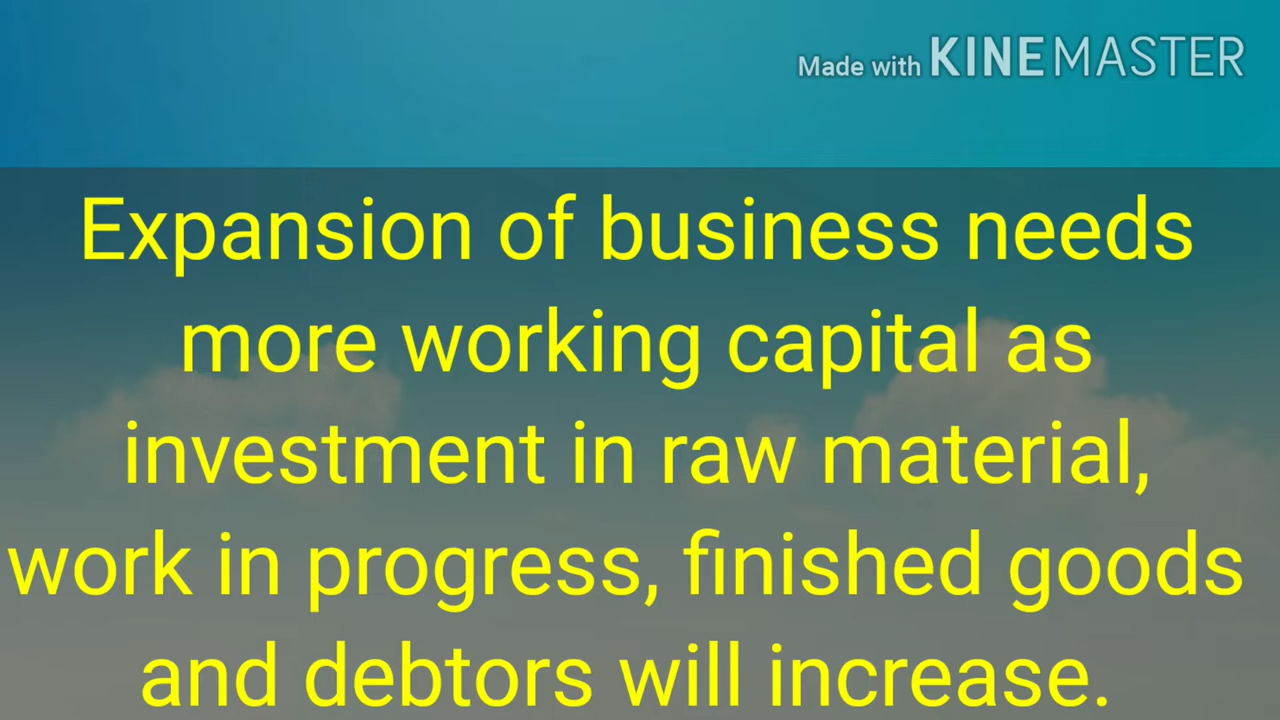 Made with KINEMASTER
Expansion of business needs
more working capital as
investment in raw material,
work in progress, finished goods
and debtors will increase.